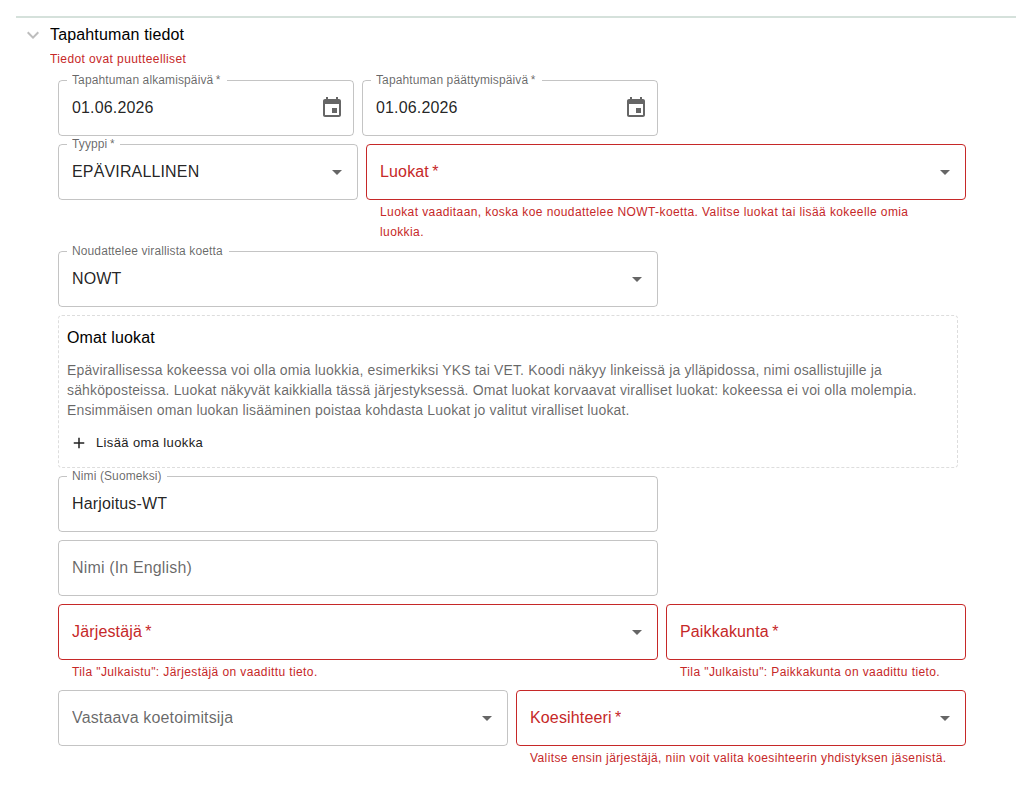 Tapahtuman tiedot
Tiedot ovat puutteelliset
Tapahtuman alkamispäivä *
01.06.2026
Tapahtuman päättymispäivä *
01.06.2026
Tyyppi *
EPÄVIRALLINEN
Luokat *
Luokat vaaditaan, koska koe noudattelee NOWT-koetta. Valitse luokat tai lisää kokeelle omia
luokkia.
Noudattelee virallista koetta
NOWT
Omat luokat
Epävirallisessa kokeessa voi olla omia luokkia, esimerkiksi YKS tai VET. Koodi näkyy linkeissä ja ylläpidossa, nimi osallistujille ja
sähköposteissa. Luokat näkyvät kaikkialla tässä järjestyksessä. Omat luokat korvaavat viralliset luokat: kokeessa ei voi olla molempia.
Ensimmäisen oman luokan lisääminen poistaa kohdasta Luokat jo valitut viralliset luokat.
Lisää oma luokka
Nimi (Suomeksi)
Harjoitus-WT
Nimi (In English)
Järjestäjä *
Tila "Julkaistu": Järjestäjä on vaadittu tieto.
Paikkakunta *
Tila "Julkaistu": Paikkakunta on vaadittu tieto.
Vastaava koetoimitsija
Koesihteeri *
Valitse ensin järjestäjä, niin voit valita koesihteerin yhdistyksen jäsenistä.